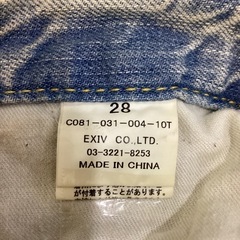 28
C081-031-004-10T
EXIV CO.,LTD.
03-3221-8253
MADE IN CHINA
が付着することがあります。